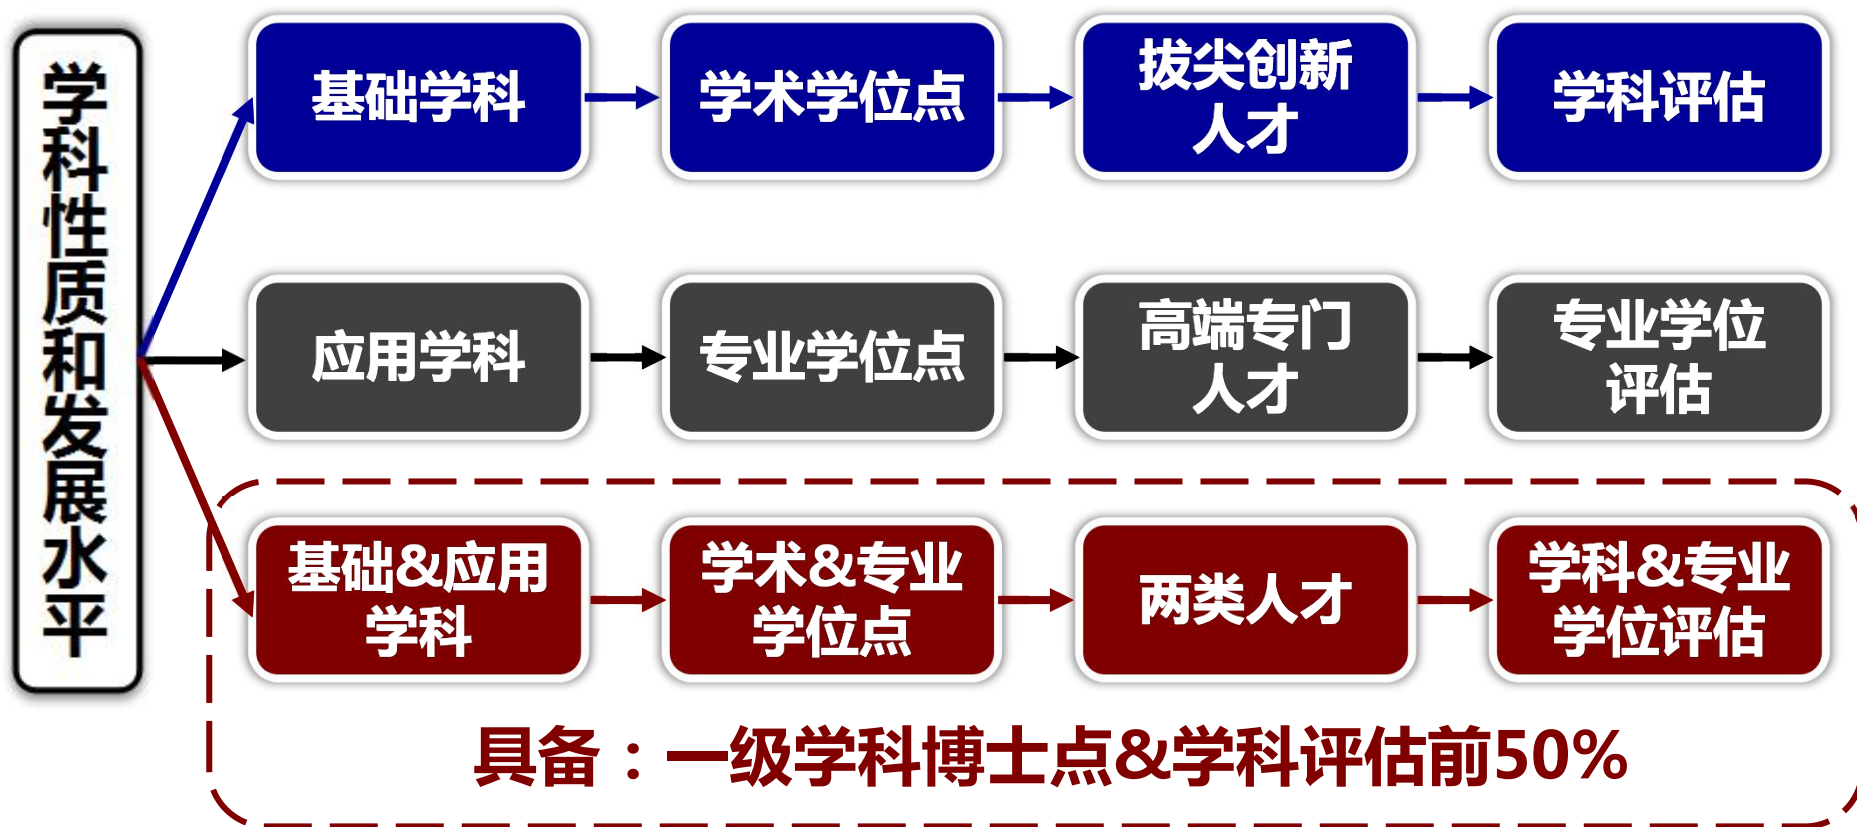 学科性质和发展水平
基础学科
学术学位点
拔尖创新
人才
学科评估
应用学科
专业学位点
高端专门
人才
专业学位
评估
基础&应用
学科
学术&专业
学位点
两类人才
学科&专业
学位评估
具备：一级学科博士点&学科评估前50%